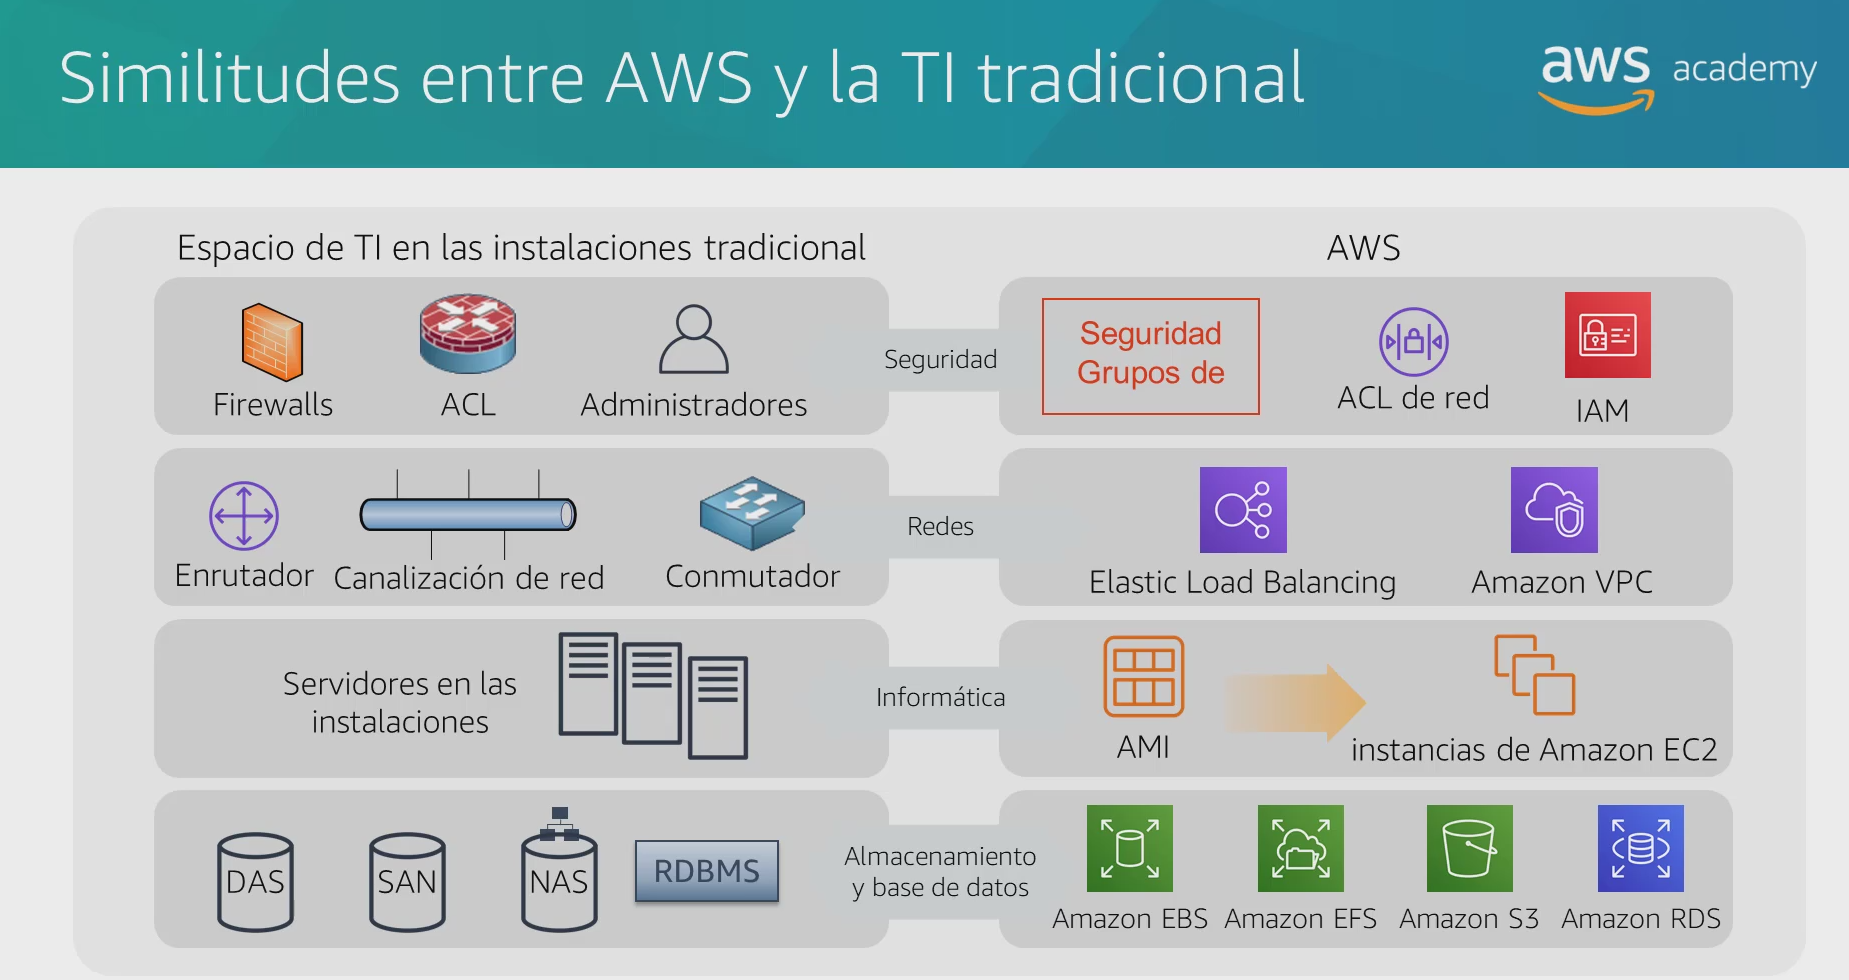 Similitudes entre AWS y la TI tradicional
aws academy
Espacio de TI en las instalaciones tradicional
AWS
Firewalls
ACL
Administradores
Seguridad
Seguridad
Grupos de
ACL de red
IAM
Enrutador
Canalización de red
Conmutador
Redes
Elastic Load Balancing
Amazon VPC
Servidores en las
instalaciones
Informática
AMI
instancias de Amazon EC2
DAS
SAN
NAS
RDBMS
Almacenamiento
y base de datos
Amazon EBS
Amazon EFS
Amazon S3
Amazon RDS